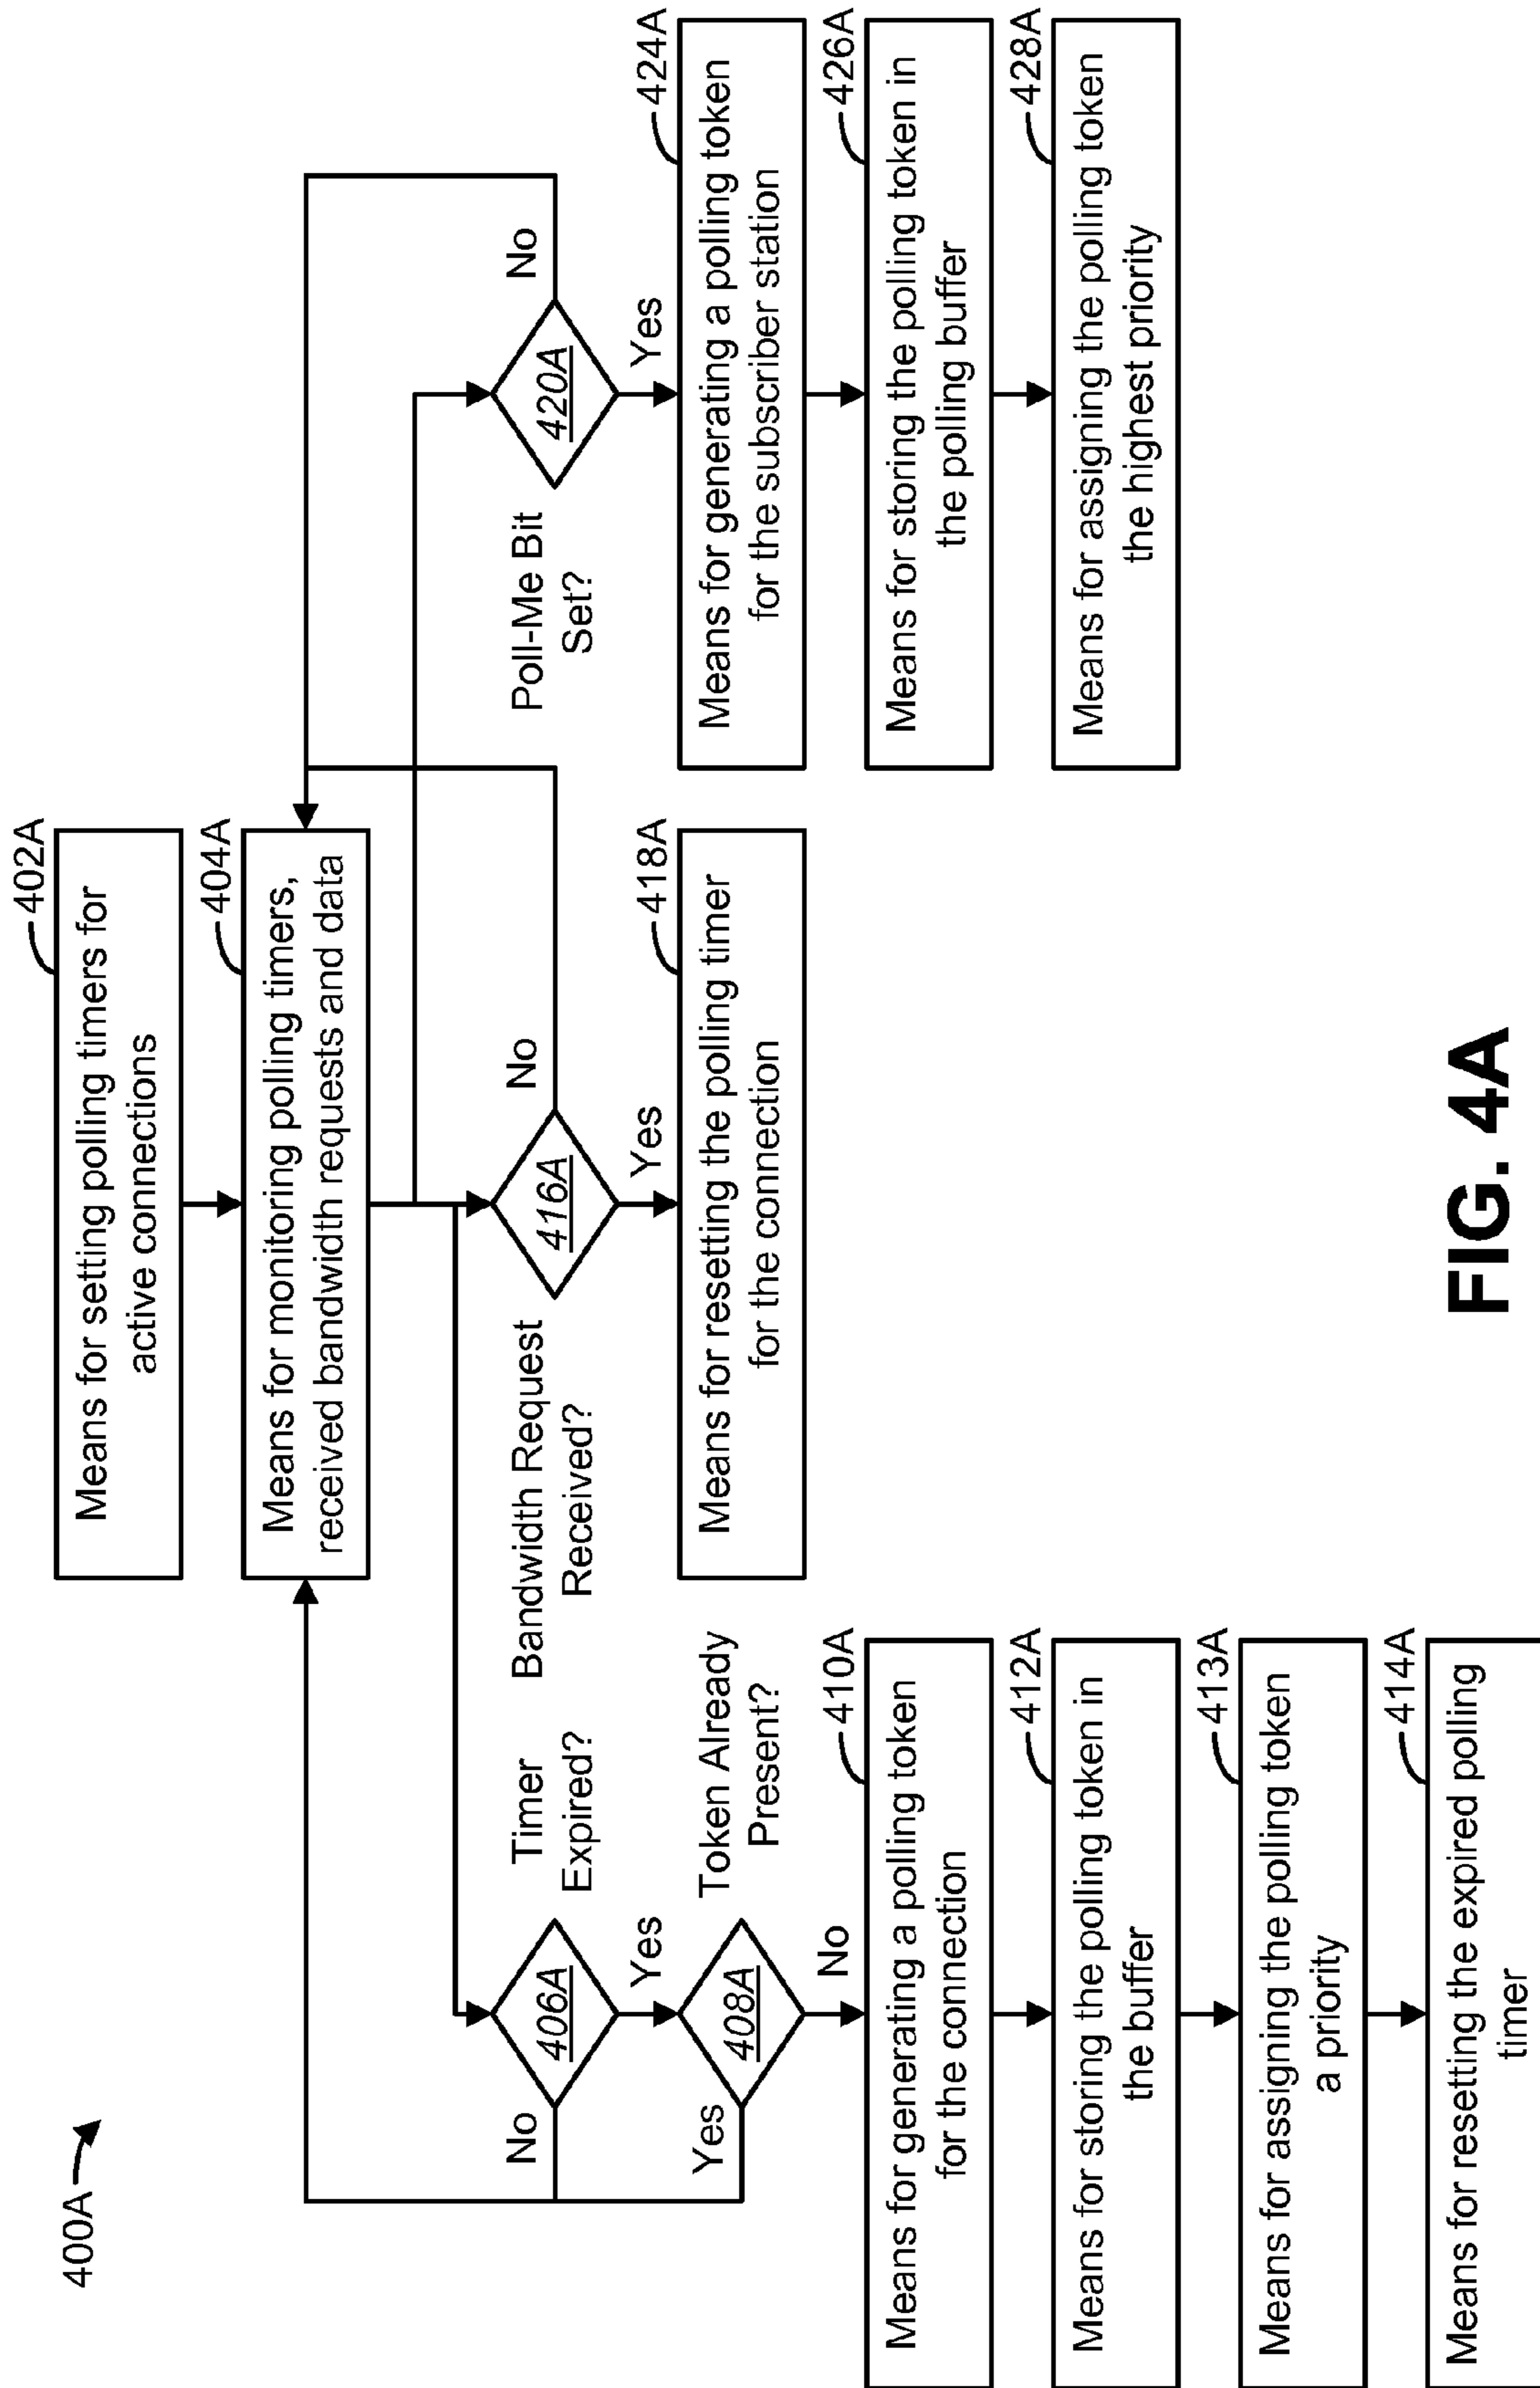 400A
402A
Means for setting polling timers for
active connections
404A
Means for monitoring polling timers,
received bandwidth requests and data
Timer
Expired?
406A
No
Yes
Token Already
Present?
408A
Yes
No
410A
Means for generating a polling token
for the connection
412A
Means for storing the polling token in
the buffer
413A
Means for assigning the polling token
a priority
414A
Means for resetting the expired polling
timer
Bandwidth Request
Received?
416A
No
Yes
418A
Means for resetting the polling timer
for the connection
Poll-Me Bit
Set?
420A
No
Yes
424A
Means for generating a polling token
for the subscriber station
426A
Means for storing the polling token in
the polling buffer
428A
Means for assigning the polling token
the highest priority
FIG. 4A